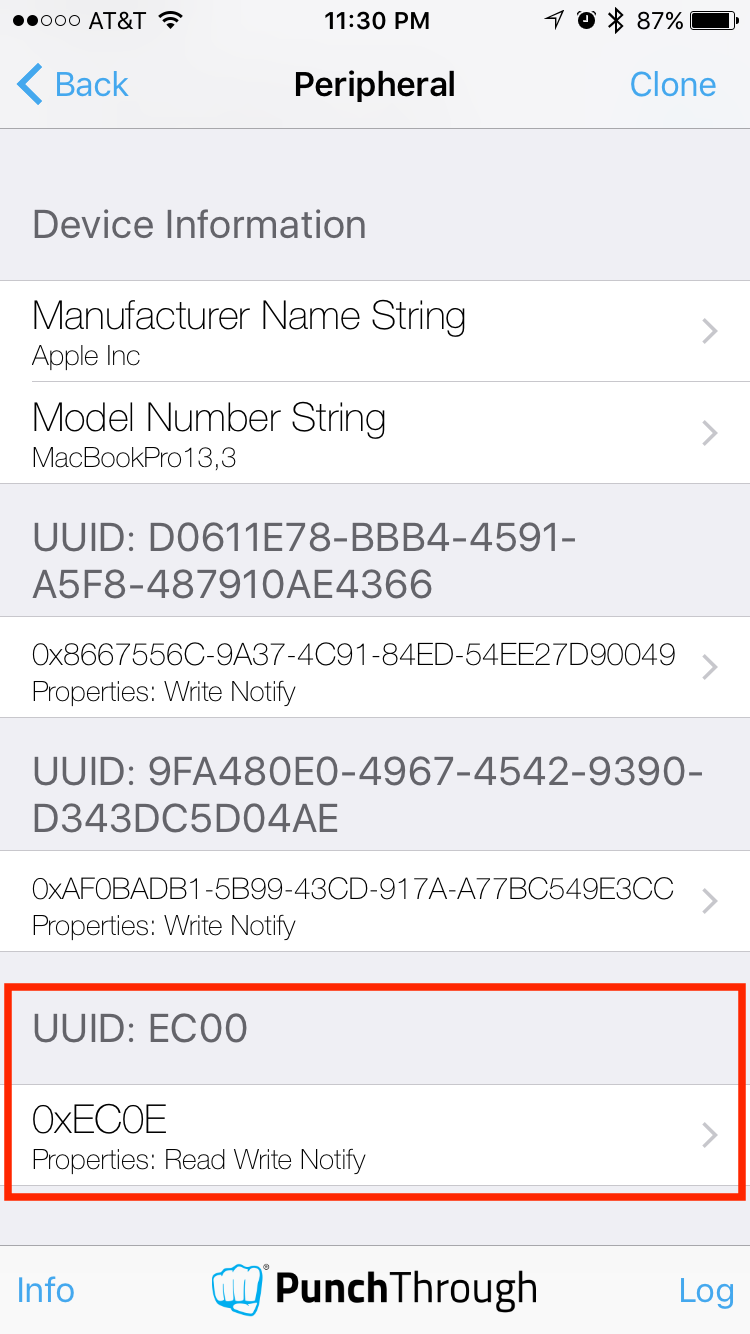 AT&T 11:30 PM 87%
Back Peripheral Clone
Device Information
Manufacturer Name String
Apple Inc
Model Number String
MacBookPro13,3
UUID: D0611E78-BBB4-4591-
A5F8-487910AE4366
0x8667556C-9A37-4C91-84ED-54EE27D90049
Properties: Write Notify
UUID: 9FA480E0-4967-4542-9390-
D343DC5D04AE
0xAF0BADB1-5B99-43CD-917A-A77BC549E3CC
Properties: Write Notify
UUID: EC00
0xEC0E
Properties: Read Write Notify
Info PunchThrough® Log